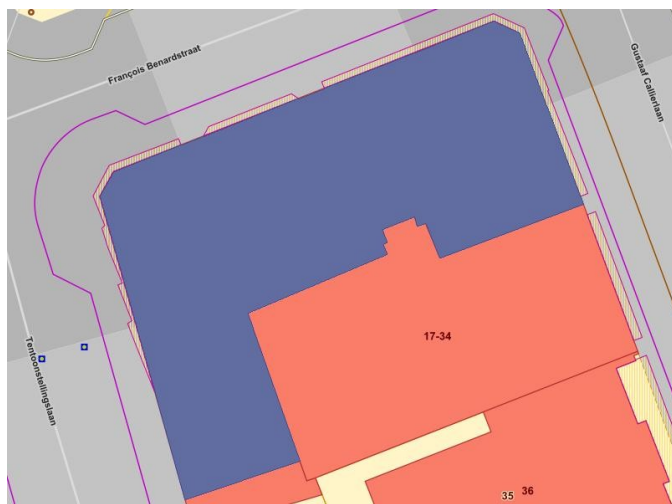 François Benardstraat
Gustaaf Callierlaan
17-34
Tentoonstellingslaan
36
35